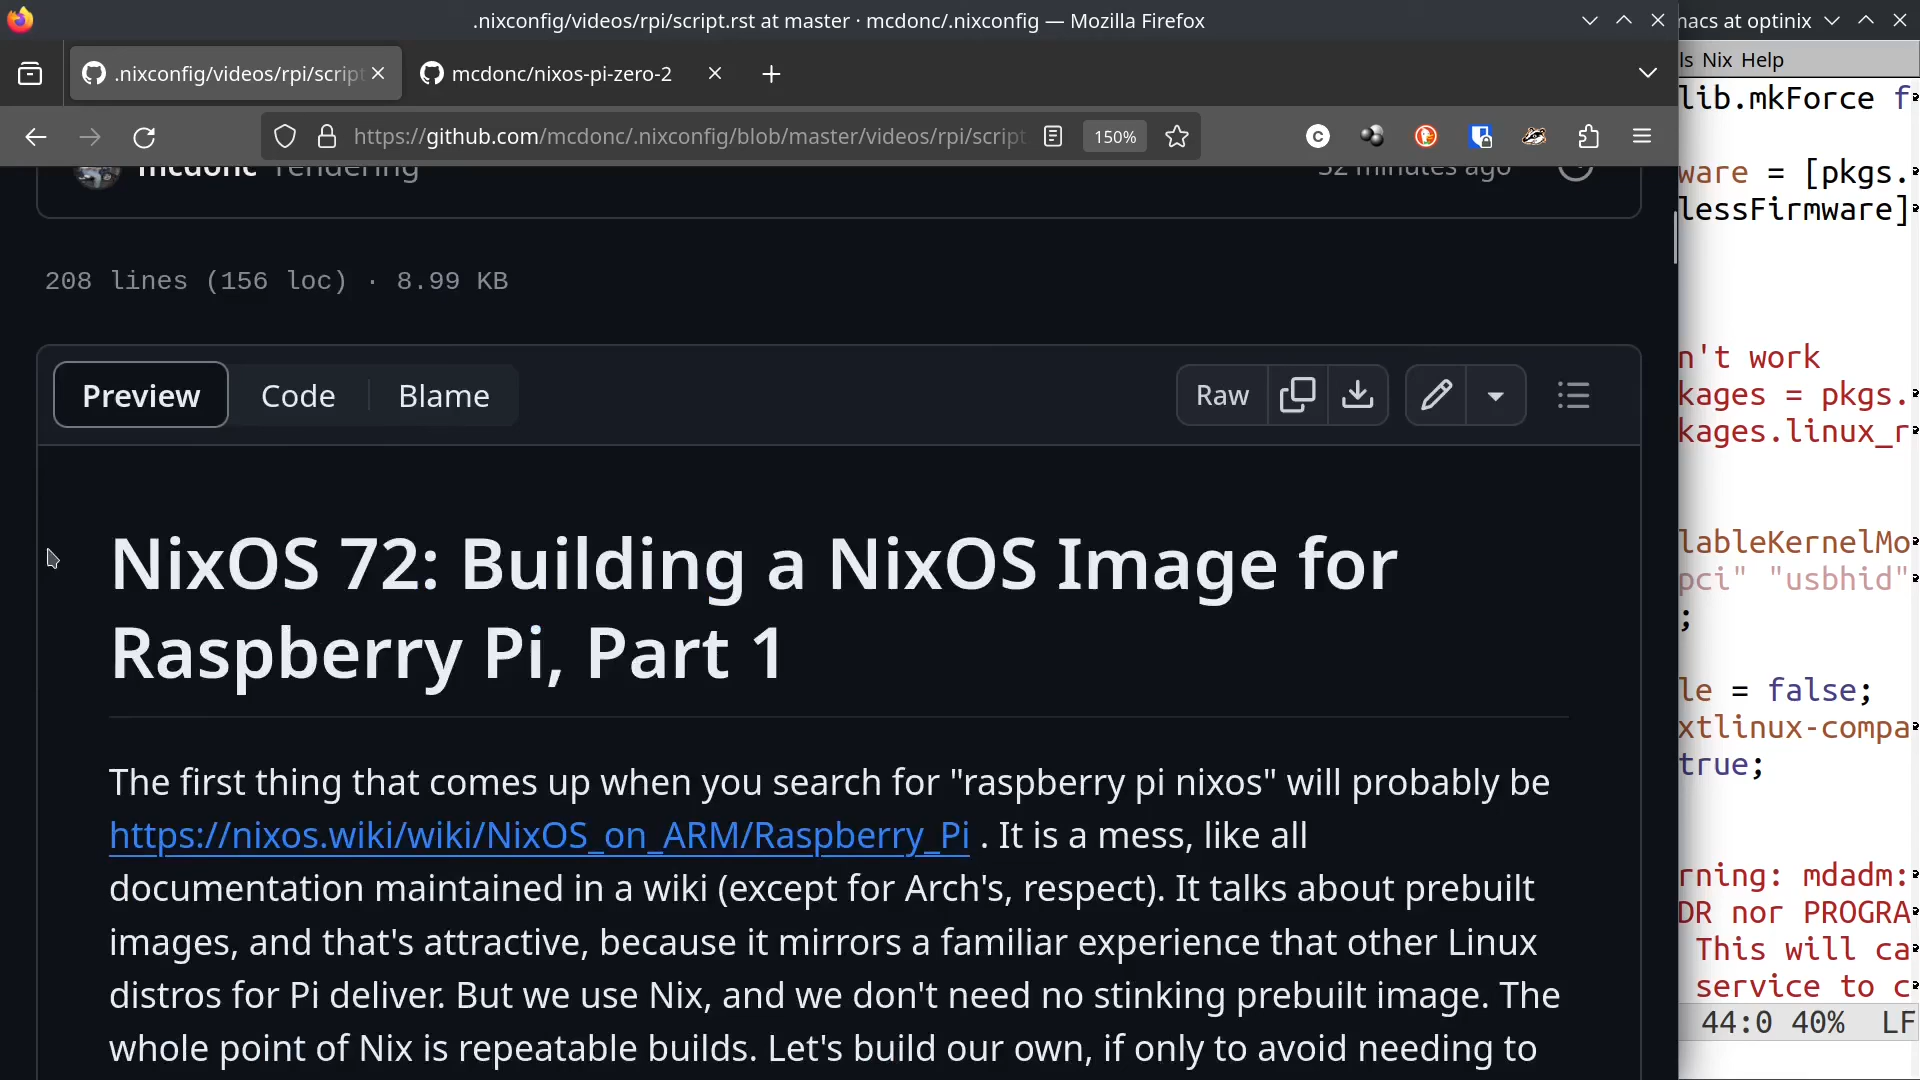 .nixconfig/videos/rpi/script.rst at master · mcdonc/.nixconfig — Mozilla Firefox
macs at optinix
.nixconfig/videos/rpi/script
mcdonc/nixos-pi-zero-2
ls Nix Help
https://github.com/mcdonc/.nixconfig/blob/master/videos/rpi/script
150%
mcdonc rendering
52 minutes ago
208 lines (156 loc) · 8.99 KB
Preview
Code
Blame
Raw
NixOS 72: Building a NixOS Image for
Raspberry Pi, Part 1
The first thing that comes up when you search for "raspberry pi nixos" will probably be
https://nixos.wiki/wiki/NixOS_on_ARM/Raspberry_Pi . It is a mess, like all
documentation maintained in a wiki (except for Arch's, respect). It talks about prebuilt
images, and that's attractive, because it mirrors a familiar experience that other Linux
distros for Pi deliver. But we use Nix, and we don't need no stinking prebuilt image. The
whole point of Nix is repeatable builds. Let's build our own, if only to avoid needing to
lib.mkForce f
ware = [pkgs.
lessFirmware]
n't work
kages = pkgs.
kages.linux_r
lableKernelMo
pci" "usbhid"
;
le = false;
xtlinux-compa
true;
rning: mdadm:
DR nor PROGRA
This will ca
service to c
44:0 40% LF